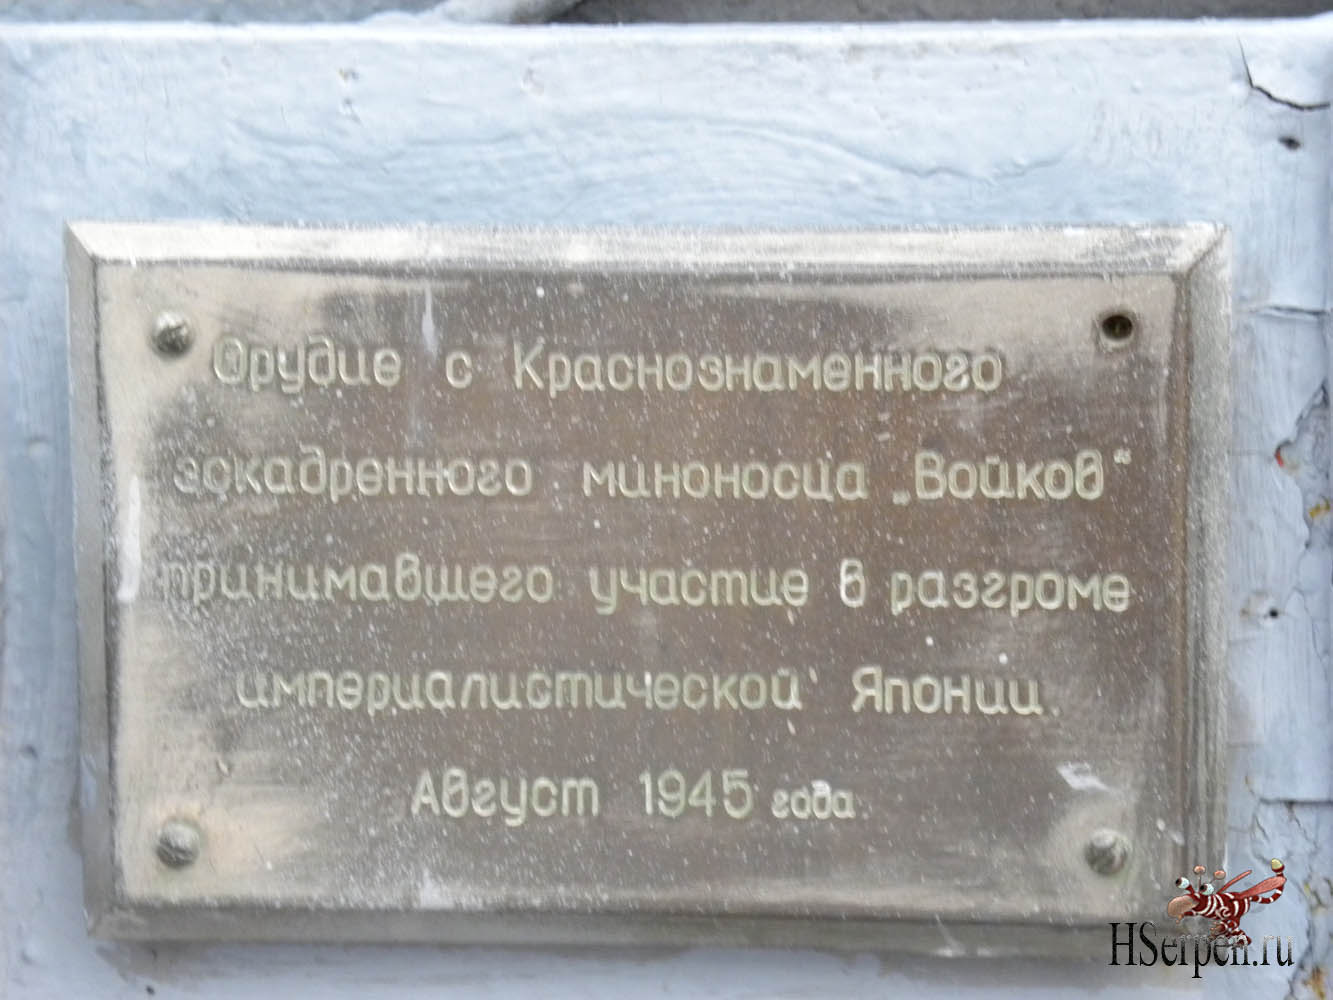 Орудие с Краснознаменного
эскадренного миноносца „Войков“
принимавшего участие в разгроме
империалистической Японии.
Август 1945 года.
HSerpen.ru